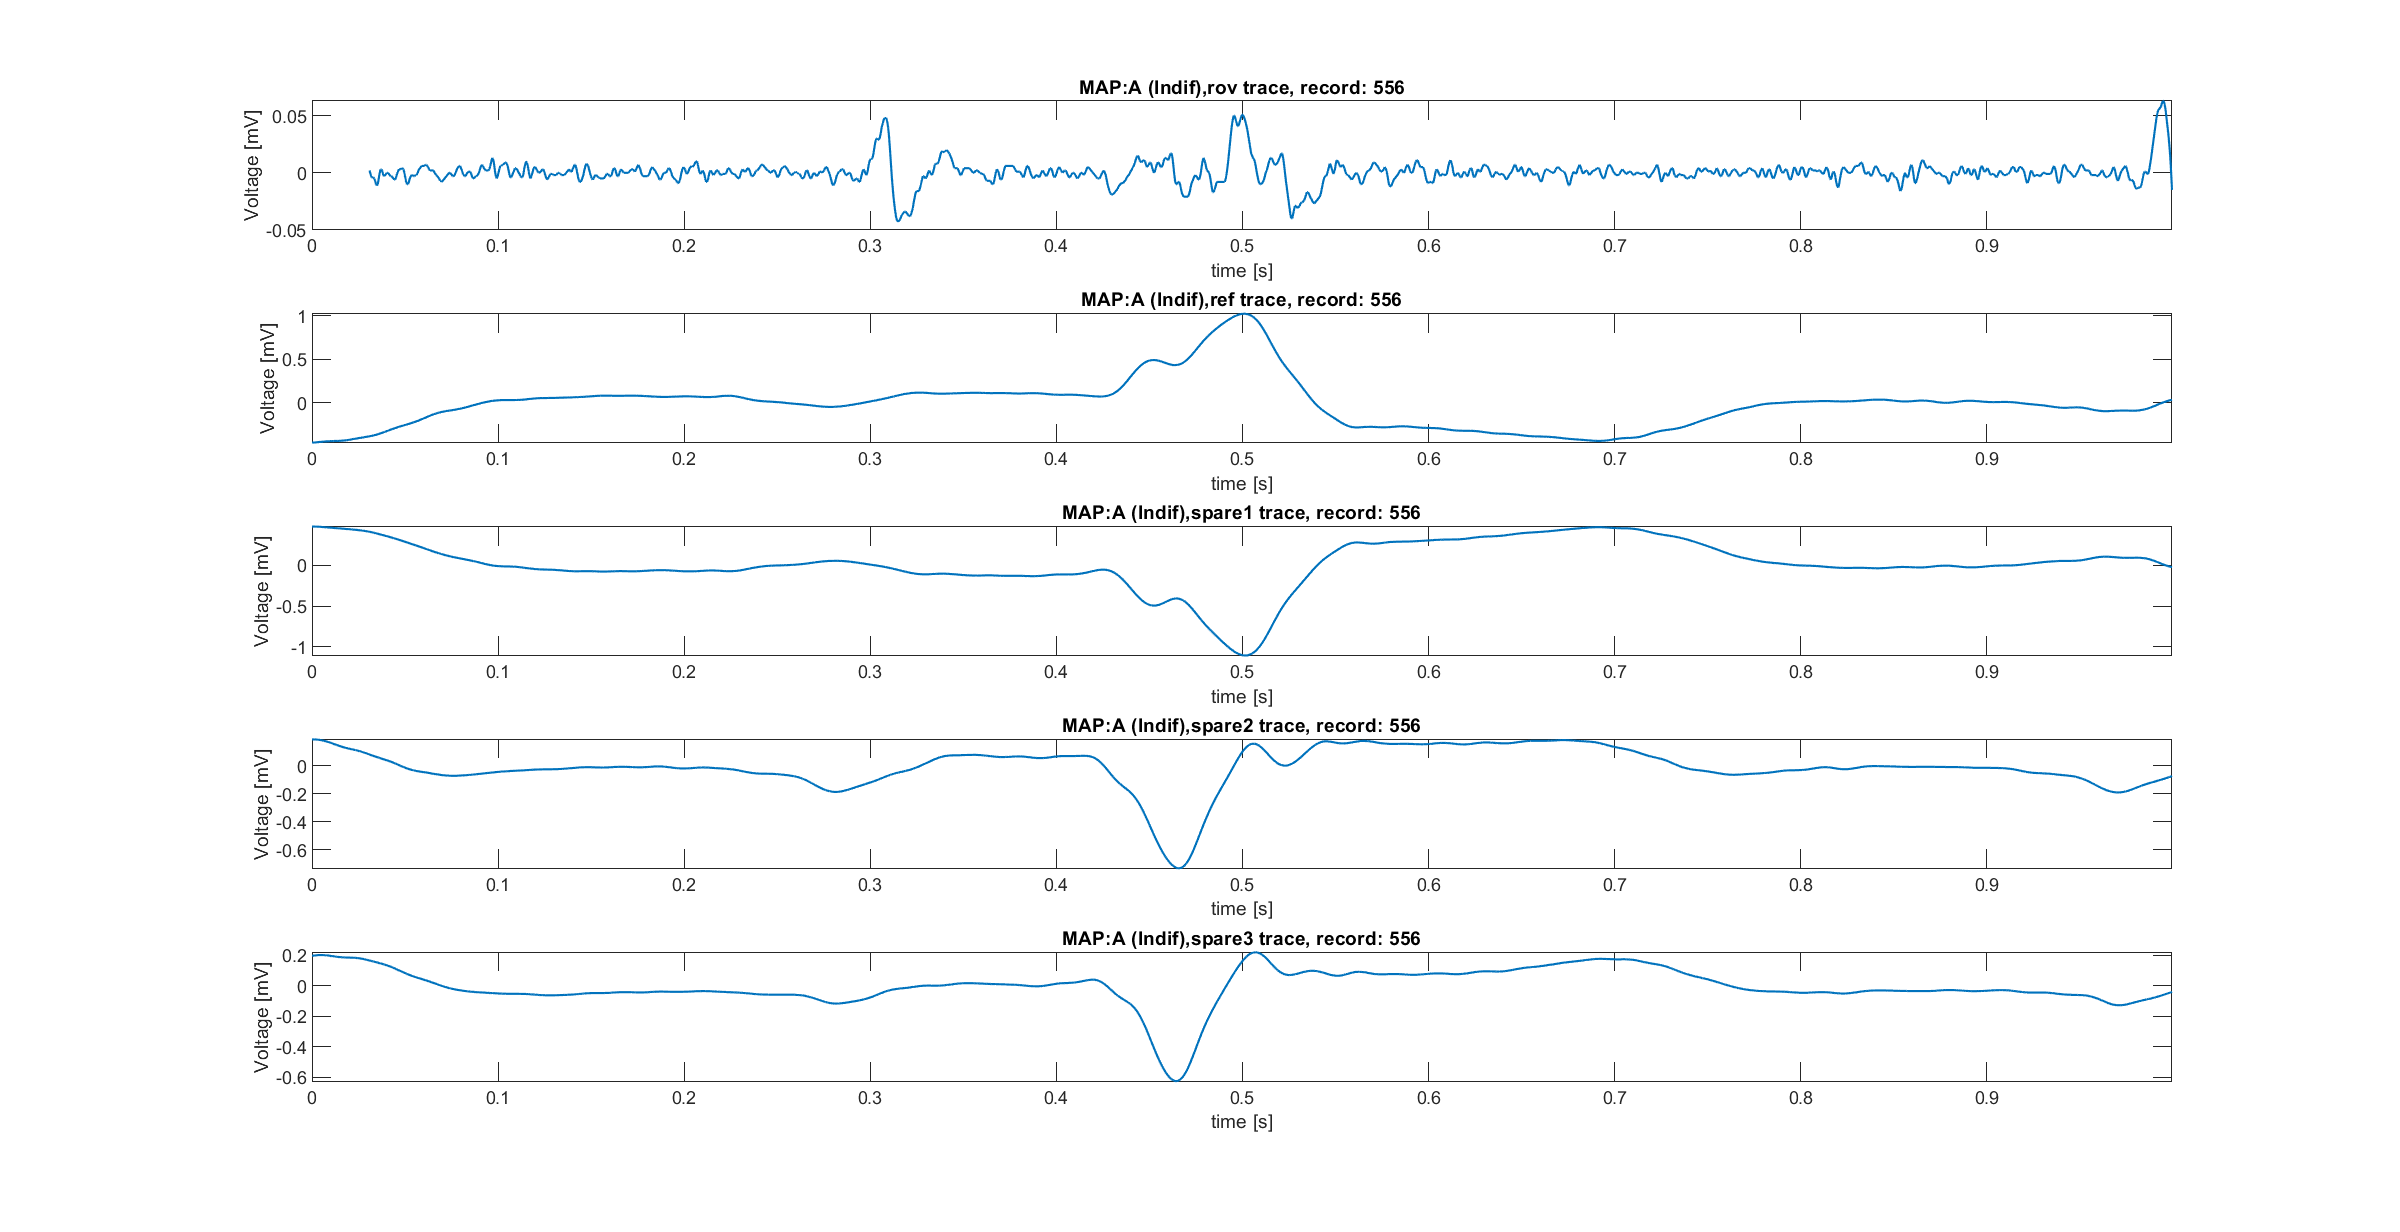 MAP:A (Indif),rov trace, record: 556
Voltage [mV]
0.05
0
-0.05
0 0.1 0.2 0.3 0.4 0.5 0.6 0.7 0.8 0.9
time [s]
MAP:A (Indif),ref trace, record: 556
Voltage [mV]
1
0.5
0
0 0.1 0.2 0.3 0.4 0.5 0.6 0.7 0.8 0.9
time [s]
MAP:A (Indif),spare1 trace, record: 556
Voltage [mV]
0
-0.5
-1
0 0.1 0.2 0.3 0.4 0.5 0.6 0.7 0.8 0.9
time [s]
MAP:A (Indif),spare2 trace, record: 556
Voltage [mV]
0
-0.2
-0.4
-0.6
0 0.1 0.2 0.3 0.4 0.5 0.6 0.7 0.8 0.9
time [s]
MAP:A (Indif),spare3 trace, record: 556
Voltage [mV]
0.2
0
-0.2
-0.4
-0.6
0 0.1 0.2 0.3 0.4 0.5 0.6 0.7 0.8 0.9
time [s]